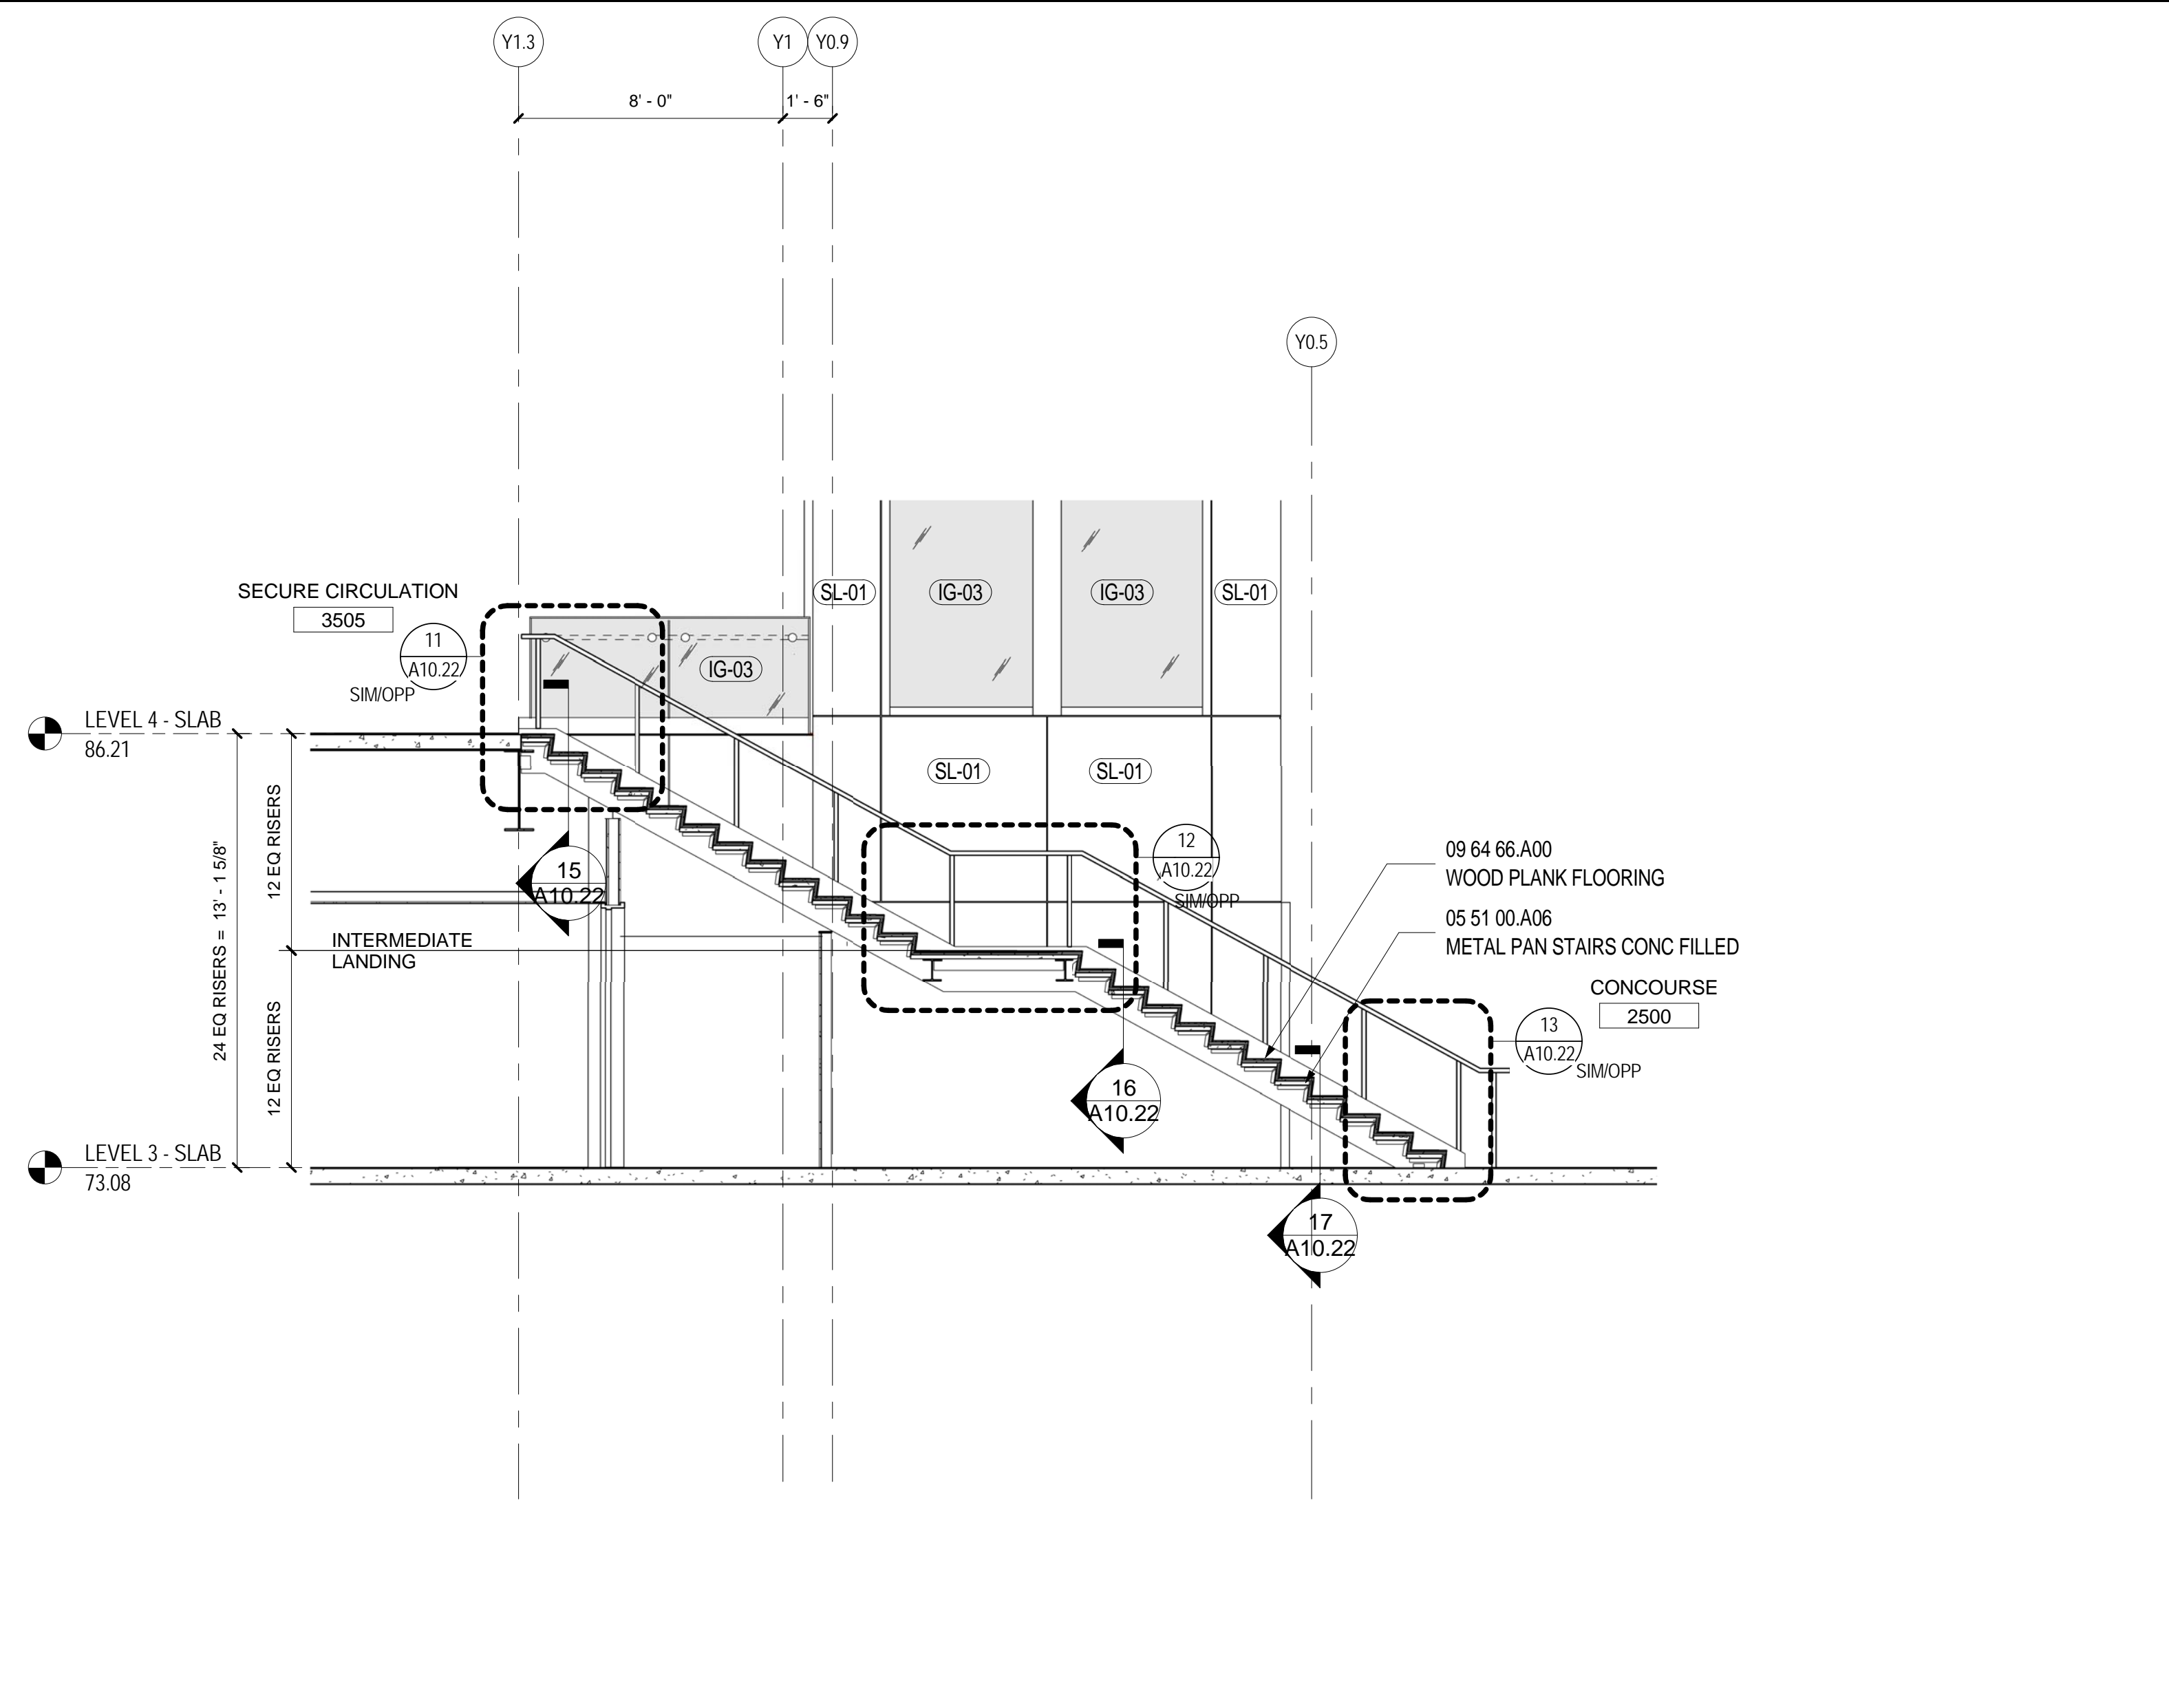 Y1.3
Y1
Y0.9
8' - 0"
1' - 6"
Y0.5
SL-01
IG-03
IG-03
SL-01
SECURE CIRCULATION
3505
11
A10.22
SIM/OPP
IG-03
LEVEL 4 - SLAB
86.21
SL-01
SL-01
24 EQ RISERS = 13' - 1 5/8"
12 EQ RISERS
12 EQ RISERS
15
A10.22
12
A10.22
SIM/OPP
09 64 66.A00
WOOD PLANK FLOORING
05 51 00.A06
METAL PAN STAIRS CONC FILLED
INTERMEDIATE
LANDING
CONCOURSE
2500
13
A10.22
SIM/OPP
16
A10.22
LEVEL 3 - SLAB
73.08
17
A10.22